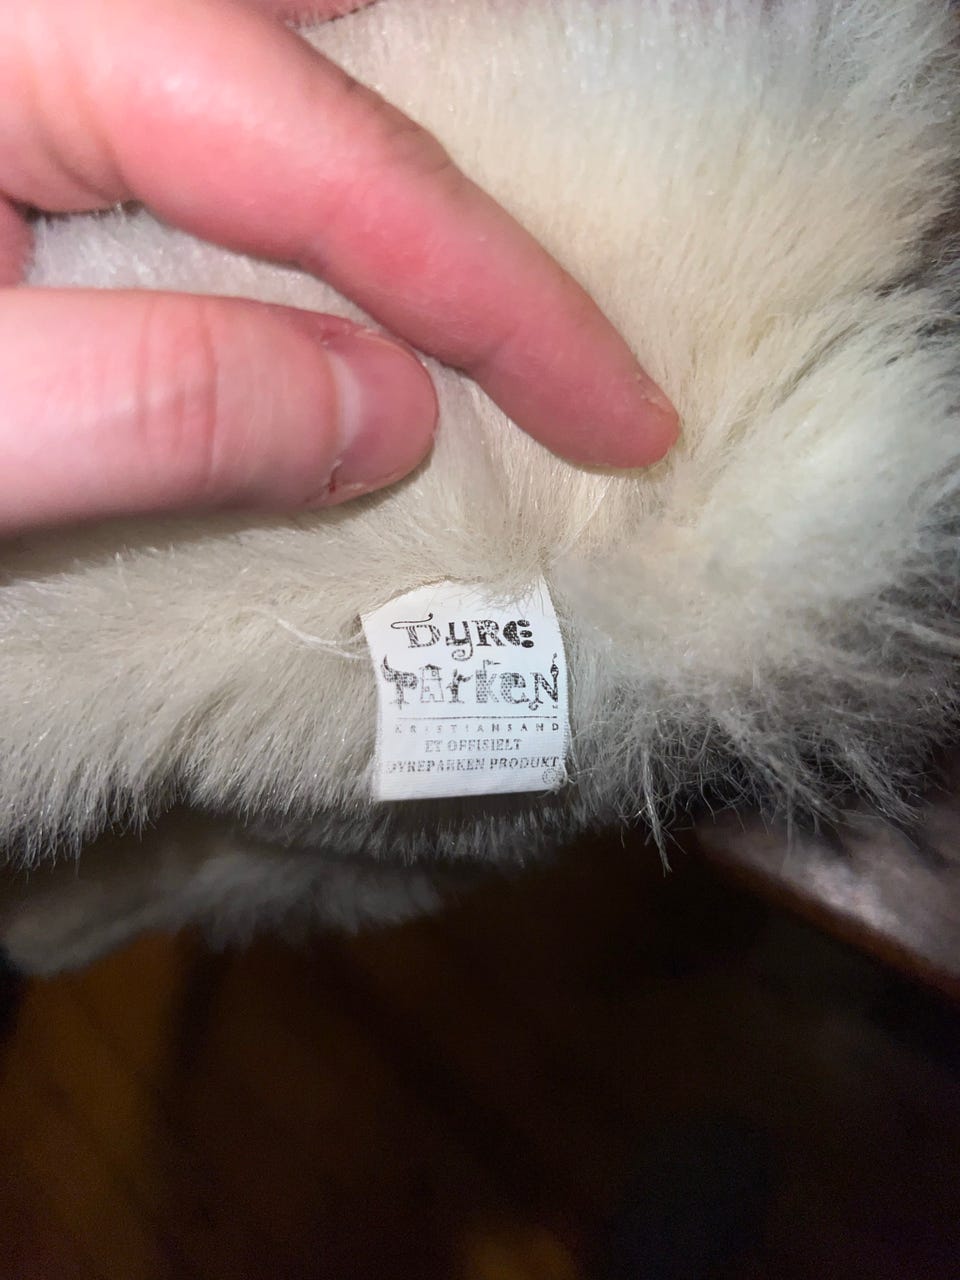 DyRe
PArkeN
KRISTIANSAND
ET OFFISIELT
DYREPARKEN PRODUKT